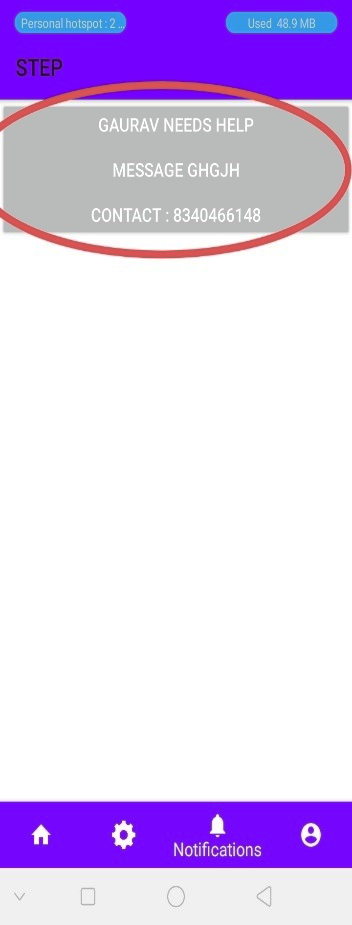 Personal hotspot : 2 ...
Used 48.9 MB
STEP
GAURAV NEEDS HELP
MESSAGE GHGJH
CONTACT : 8340466148
Notifications